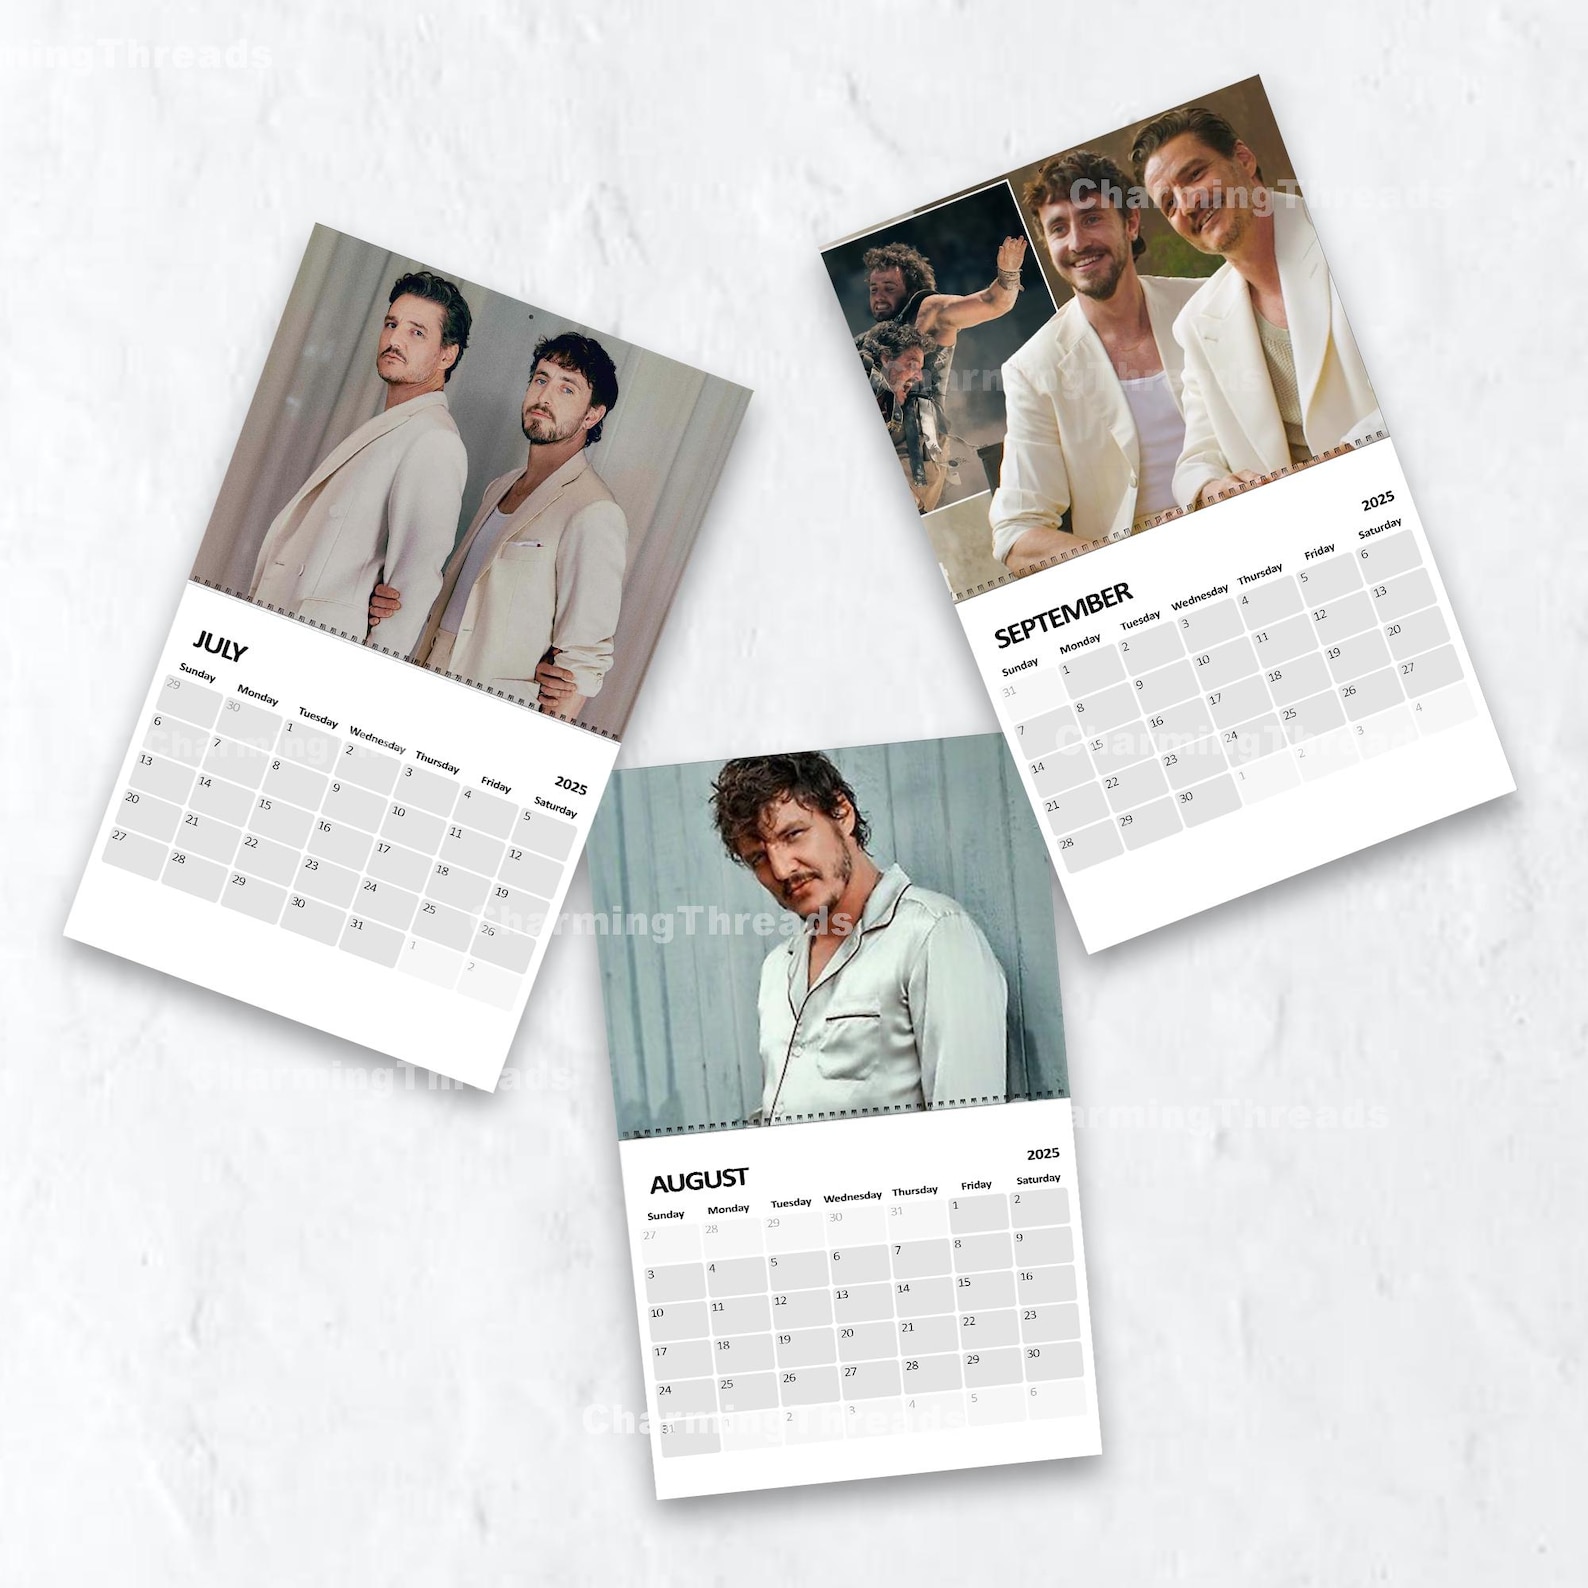 CharmingThreads
JULY
2025
Sunday Monday Tuesday Wednesday Thursday Friday Saturday
29 30 1 2 3 4 5
6 7 8 9 10 11 12
13 14 15 16 17 18 19
20 21 22 23 24 25 26
27 28 29 30 31 1 2
CharmingThreads
CharmingThreads
SEPTEMBER
2025
Sunday Monday Tuesday Wednesday Thursday Friday Saturday
31 1 2 3 4 5 6
7 8 9 10 11 12 13
14 15 16 17 18 19 20
21 22 23 24 25 26 27
28 29 30 1 2 3 4
CharmingThreads
CharmingThreads
AUGUST
2025
Sunday Monday Tuesday Wednesday Thursday Friday Saturday
27 28 29 30 31 1 2
3 4 5 6 7 8 9
10 11 12 13 14 15 16
17 18 19 20 21 22 23
24 25 26 27 28 29 30
31 1 2 3 4 5 6
CharmingThreads